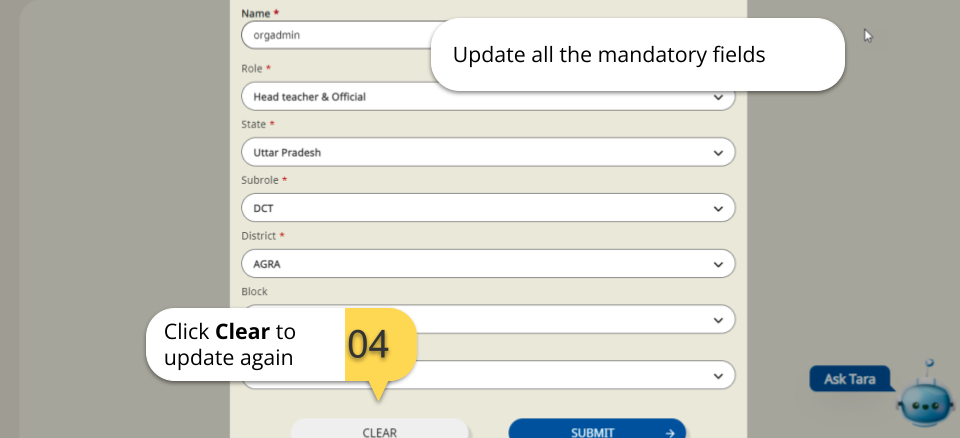 Name *
orgadmin
Update all the mandatory fields
Role *
Head teacher & Official
State *
Uttar Pradesh
Subrole *
DCT
District *
AGRA
Block
Click Clear to
update again
04
Ask Tara
CLEAR
SUBMIT